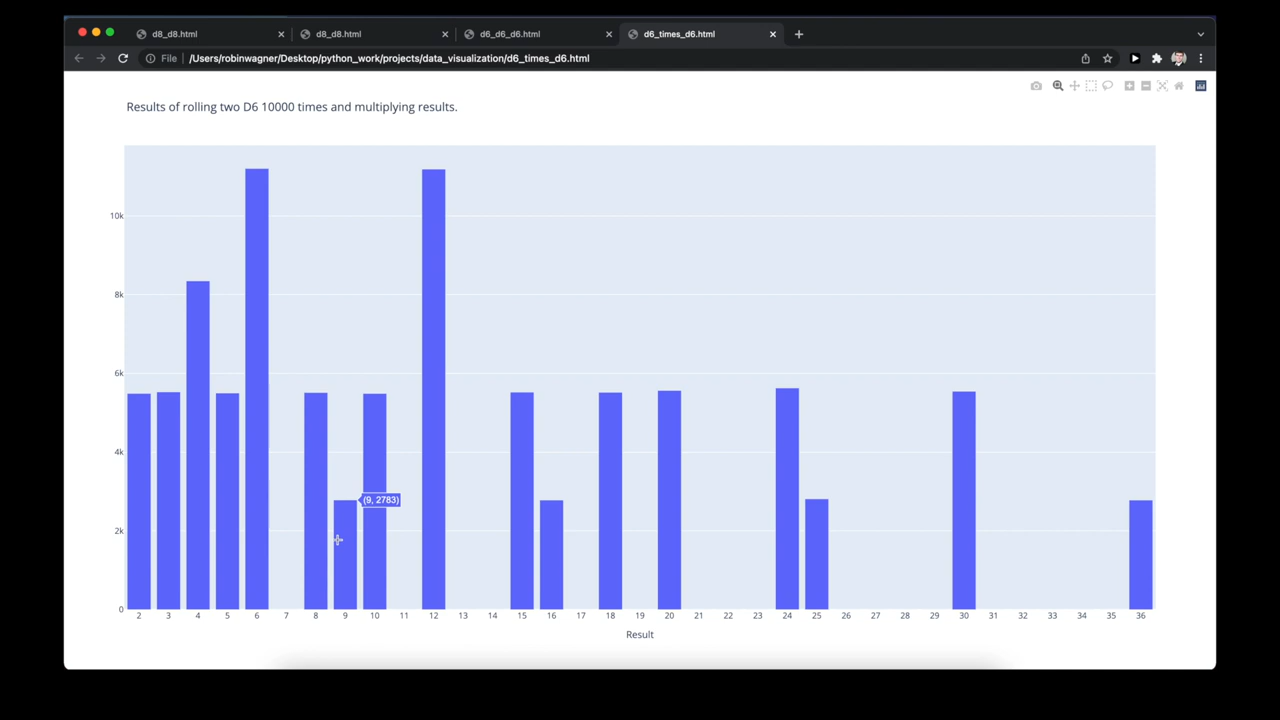 d8_d8.html
d8_d8.html
d6_d6_d6.html
d6_times_d6.html
File
/Users/robinwagner/Desktop/python_work/projects/data_visualization/d6_times_d6.html
Results of rolling two D6 10000 times and multiplying results.
10k
8k
6k
4k
2k
0
(9, 2783)
2 3 4 5 6 7 8 9 10 11 12 13 14 15 16 17 18 19 20 21 22 23 24 25 26 27 28 29 30 31 32 33 34 35 36
Result